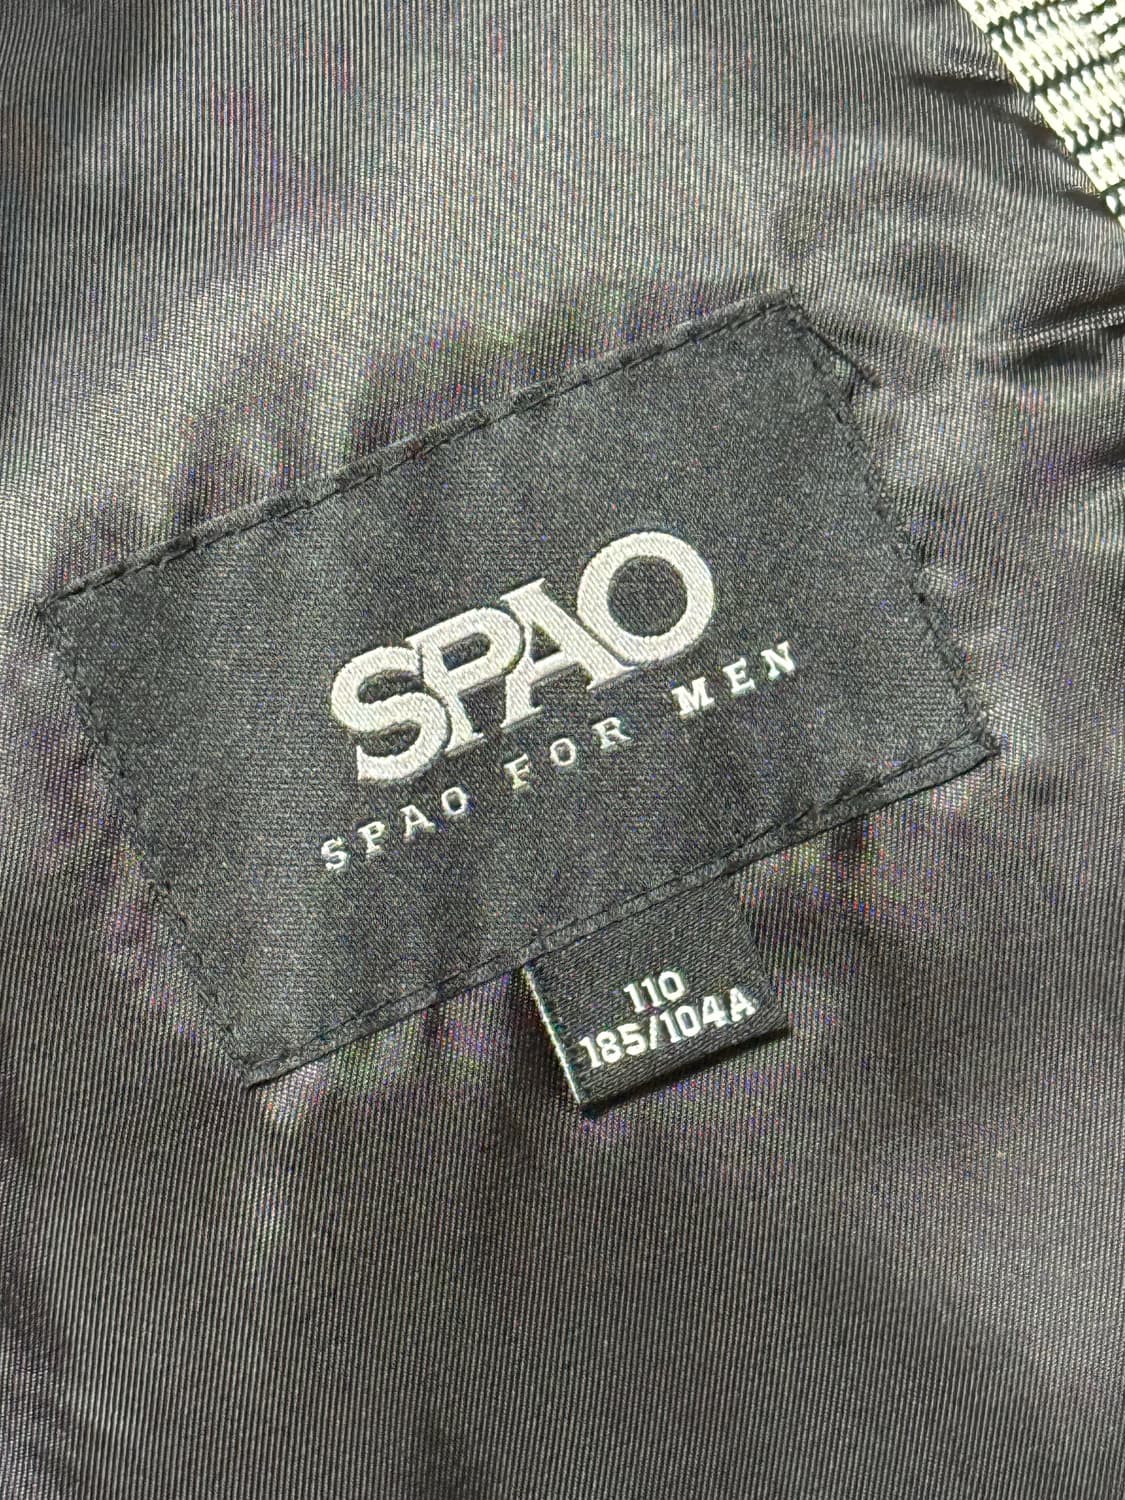 SPAO
SPAO FOR MEN
110
185/104A